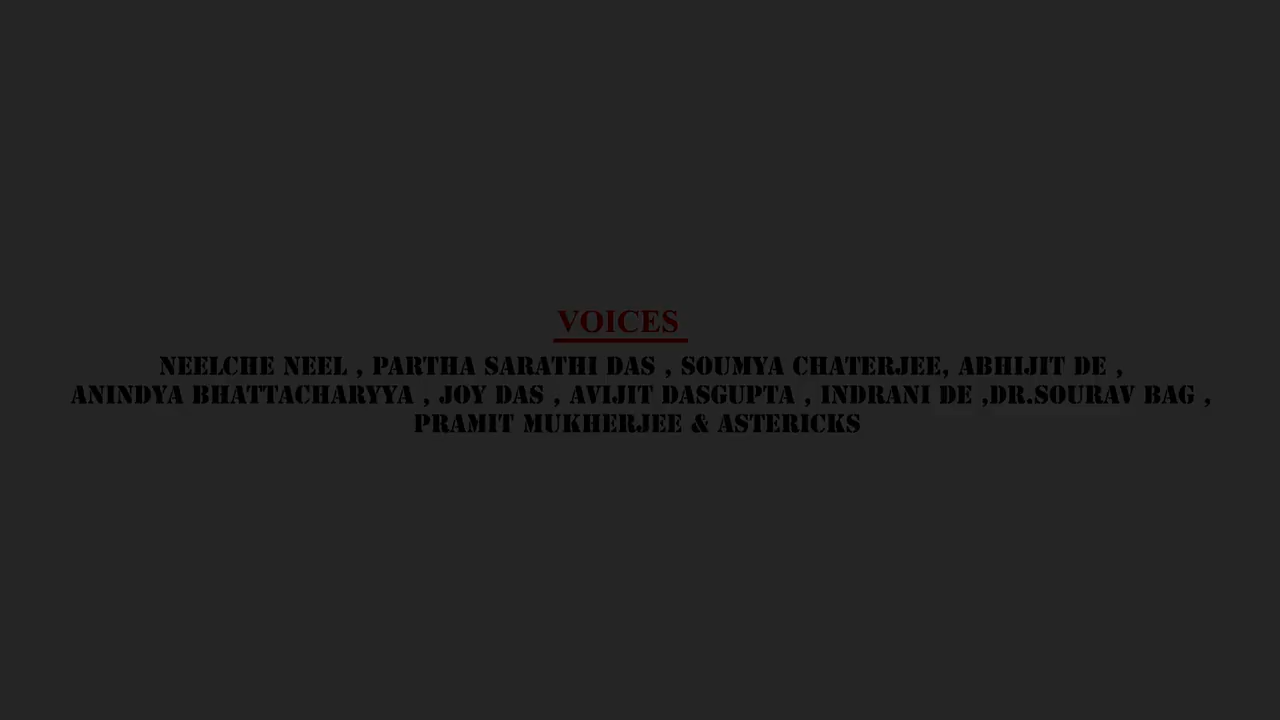 VOICES
NEELCHE NEEL , PARTHA SARATHI DAS , SOUMYA CHATERJEE, ABHIJIT DE ,
ANINDYA BHATTACHARYYA , JOY DAS , AVIJIT DASGUPTA , INDRANI DE ,DR.SOURAV BAG ,
PRAMIT MUKHERJEE & ASTERICKS